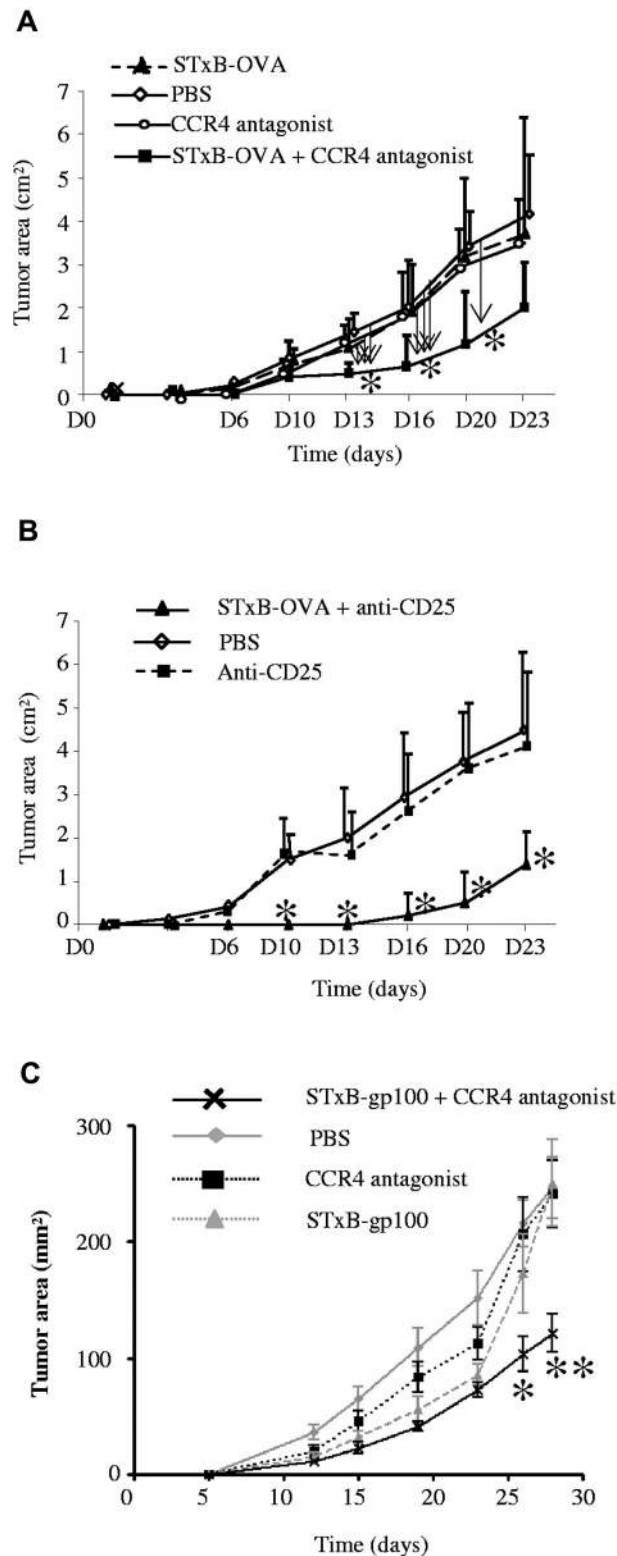 A
STxB-OVA
PBS
CCR4 antagonist
STxB-OVA + CCR4 antagonist
Tumor area (cm²)
7
6
5
4
3
2
1
0
* * *
D0 D6 D10 D13 D16 D20 D23
Time (days)
B
STxB-OVA + anti-CD25
PBS
Anti-CD25
Tumor area (cm²)
7
6
5
4
3
2
1
0
* * * * *
D0 D6 D10 D13 D16 D20 D23
Time (days)
C
STxB-gp100 + CCR4 antagonist
PBS
CCR4 antagonist
STxB-gp100
Tumor area (mm²)
300
200
100
0
* **
0 5 10 15 20 25 30
Time (days)